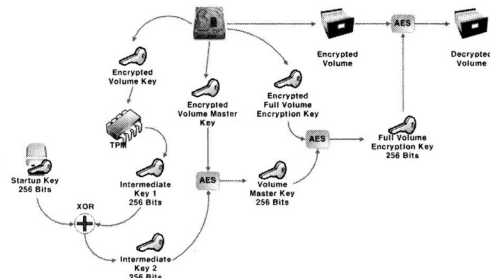 AES
Encrypted
Volume
Decrypted
Volume
Encrypted
Volume Key
Encrypted
Volume Master
Key
Encrypted
Full Volume
Encryption Key
TPM
AES
Full Volume
Encryption Key
256 Bits
Startup Key
256 Bits
Intermediate
Key 1
256 Bits
AES
Volume
Master Key
256 Bits
XOR
Intermediate
Key 2
256 Bits